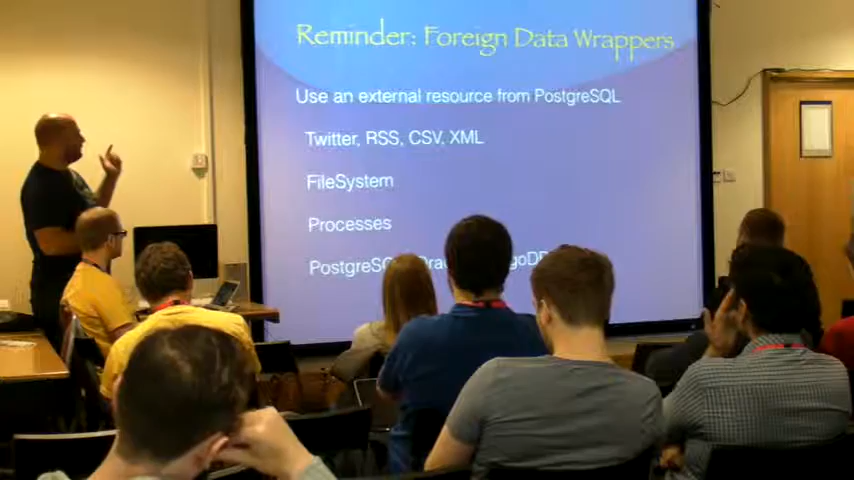 Reminder: Foreign Data Wrappers
Use an external resource from PostgreSQL
Twitter, RSS, CSV, XML
FileSystem
Processes